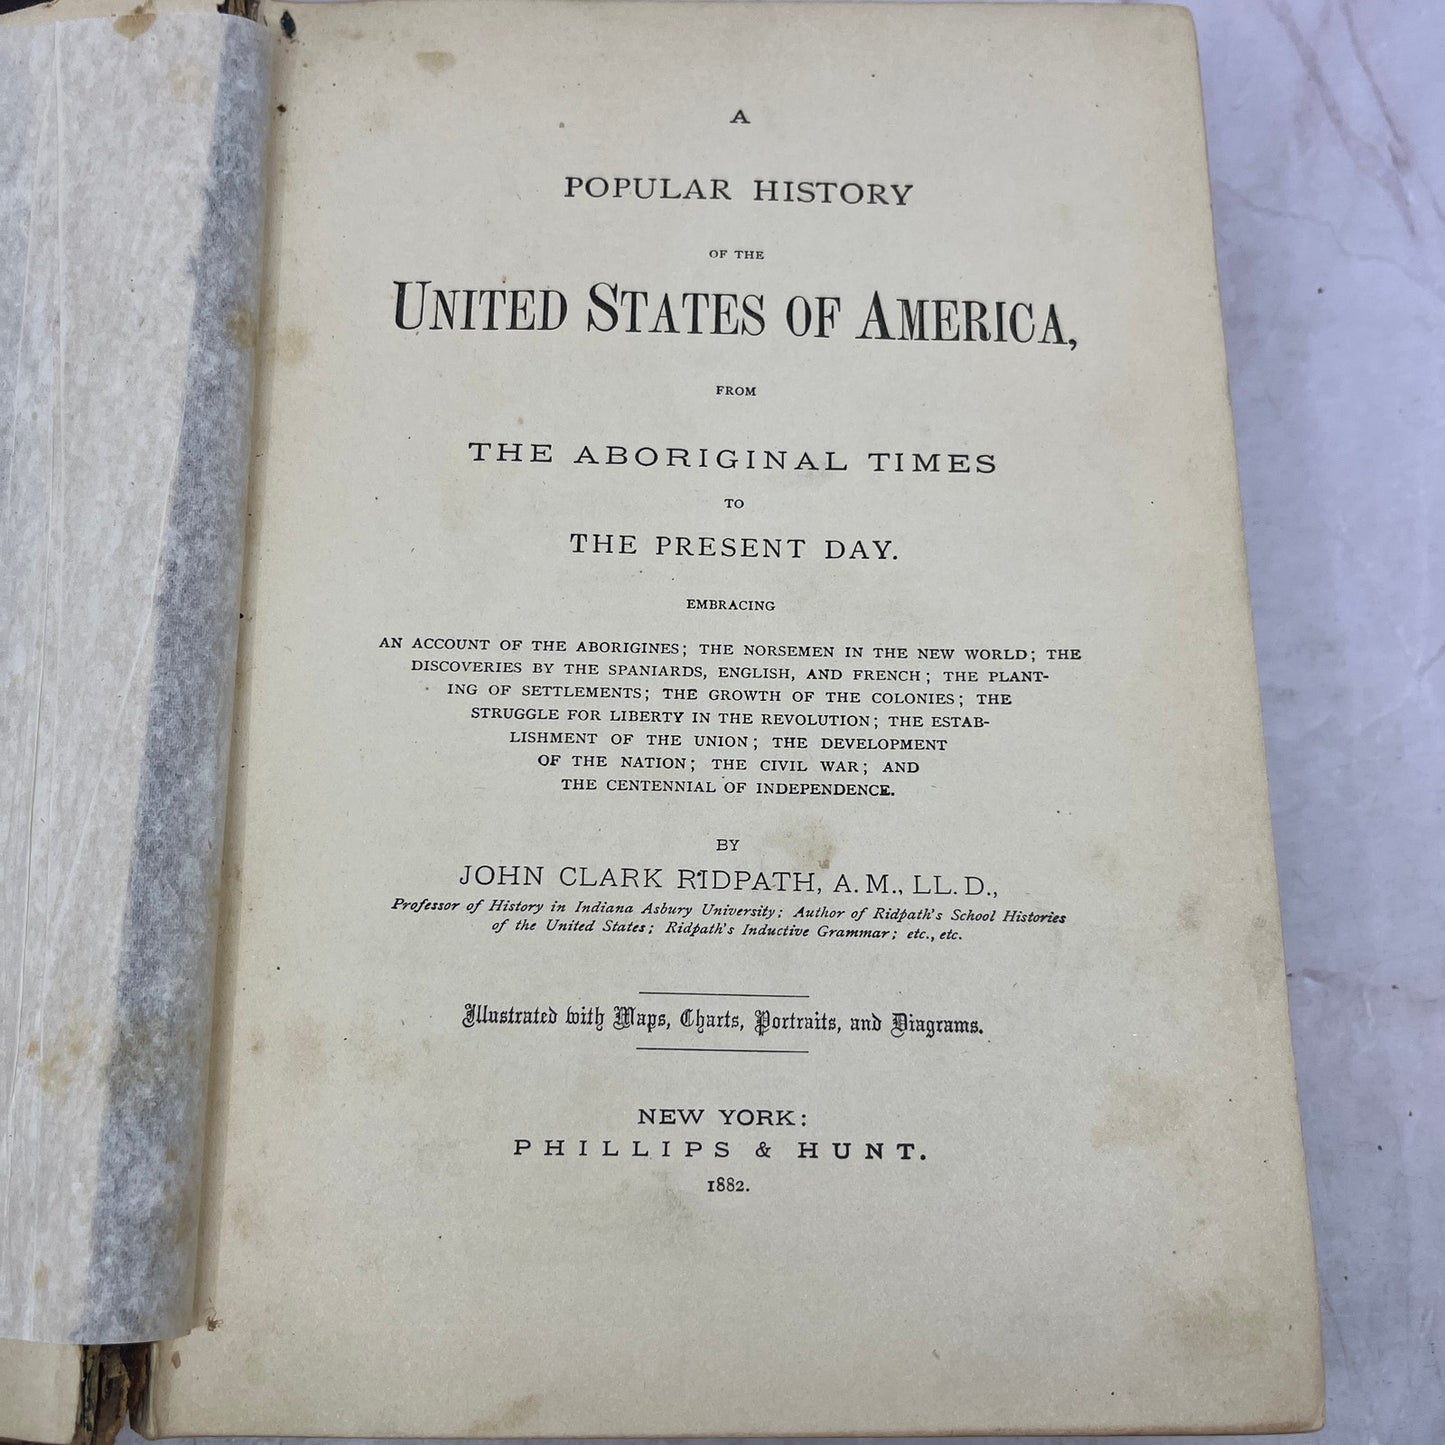 A
POPULAR HISTORY
OF THE
UNITED STATES OF AMERICA,
FROM
THE ABORIGINAL TIMES
TO
THE PRESENT DAY.
EMBRACING
AN ACCOUNT OF THE ABORIGINES; THE NORSEMEN IN THE NEW WORLD; THE
DISCOVERIES BY THE SPANIARDS, ENGLISH, AND FRENCH; THE PLANT-
ING OF SETTLEMENTS; THE GROWTH OF THE COLONIES; THE
STRUGGLE FOR LIBERTY IN THE REVOLUTION; THE ESTAB-
LISHMENT OF THE UNION; THE DEVELOPMENT
OF THE NATION; THE CIVIL WAR; AND
THE CENTENNIAL OF INDEPENDENCE.
BY
JOHN CLARK RIDPATH, A. M., LL. D.,
Professor of History in Indiana Asbury University; Author of Ridpath's School Histories
of the United States; Ridpath's Inductive Grammar; etc., etc.
Illustrated with Maps, Charts, Portraits, and Diagrams.
NEW YORK:
PHILLIPS & HUNT.
1882.